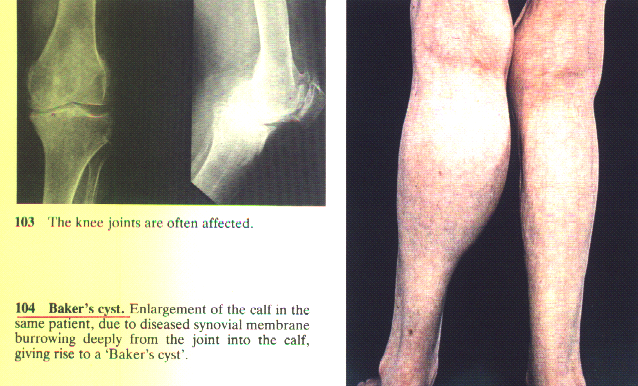 103 The knee joints are often affected.
104 Baker's cyst. Enlargement of the calf in the
same patient, due to diseased synovial membrane
burrowing deeply from the joint into the calf,
giving rise to a 'Baker's cyst'.